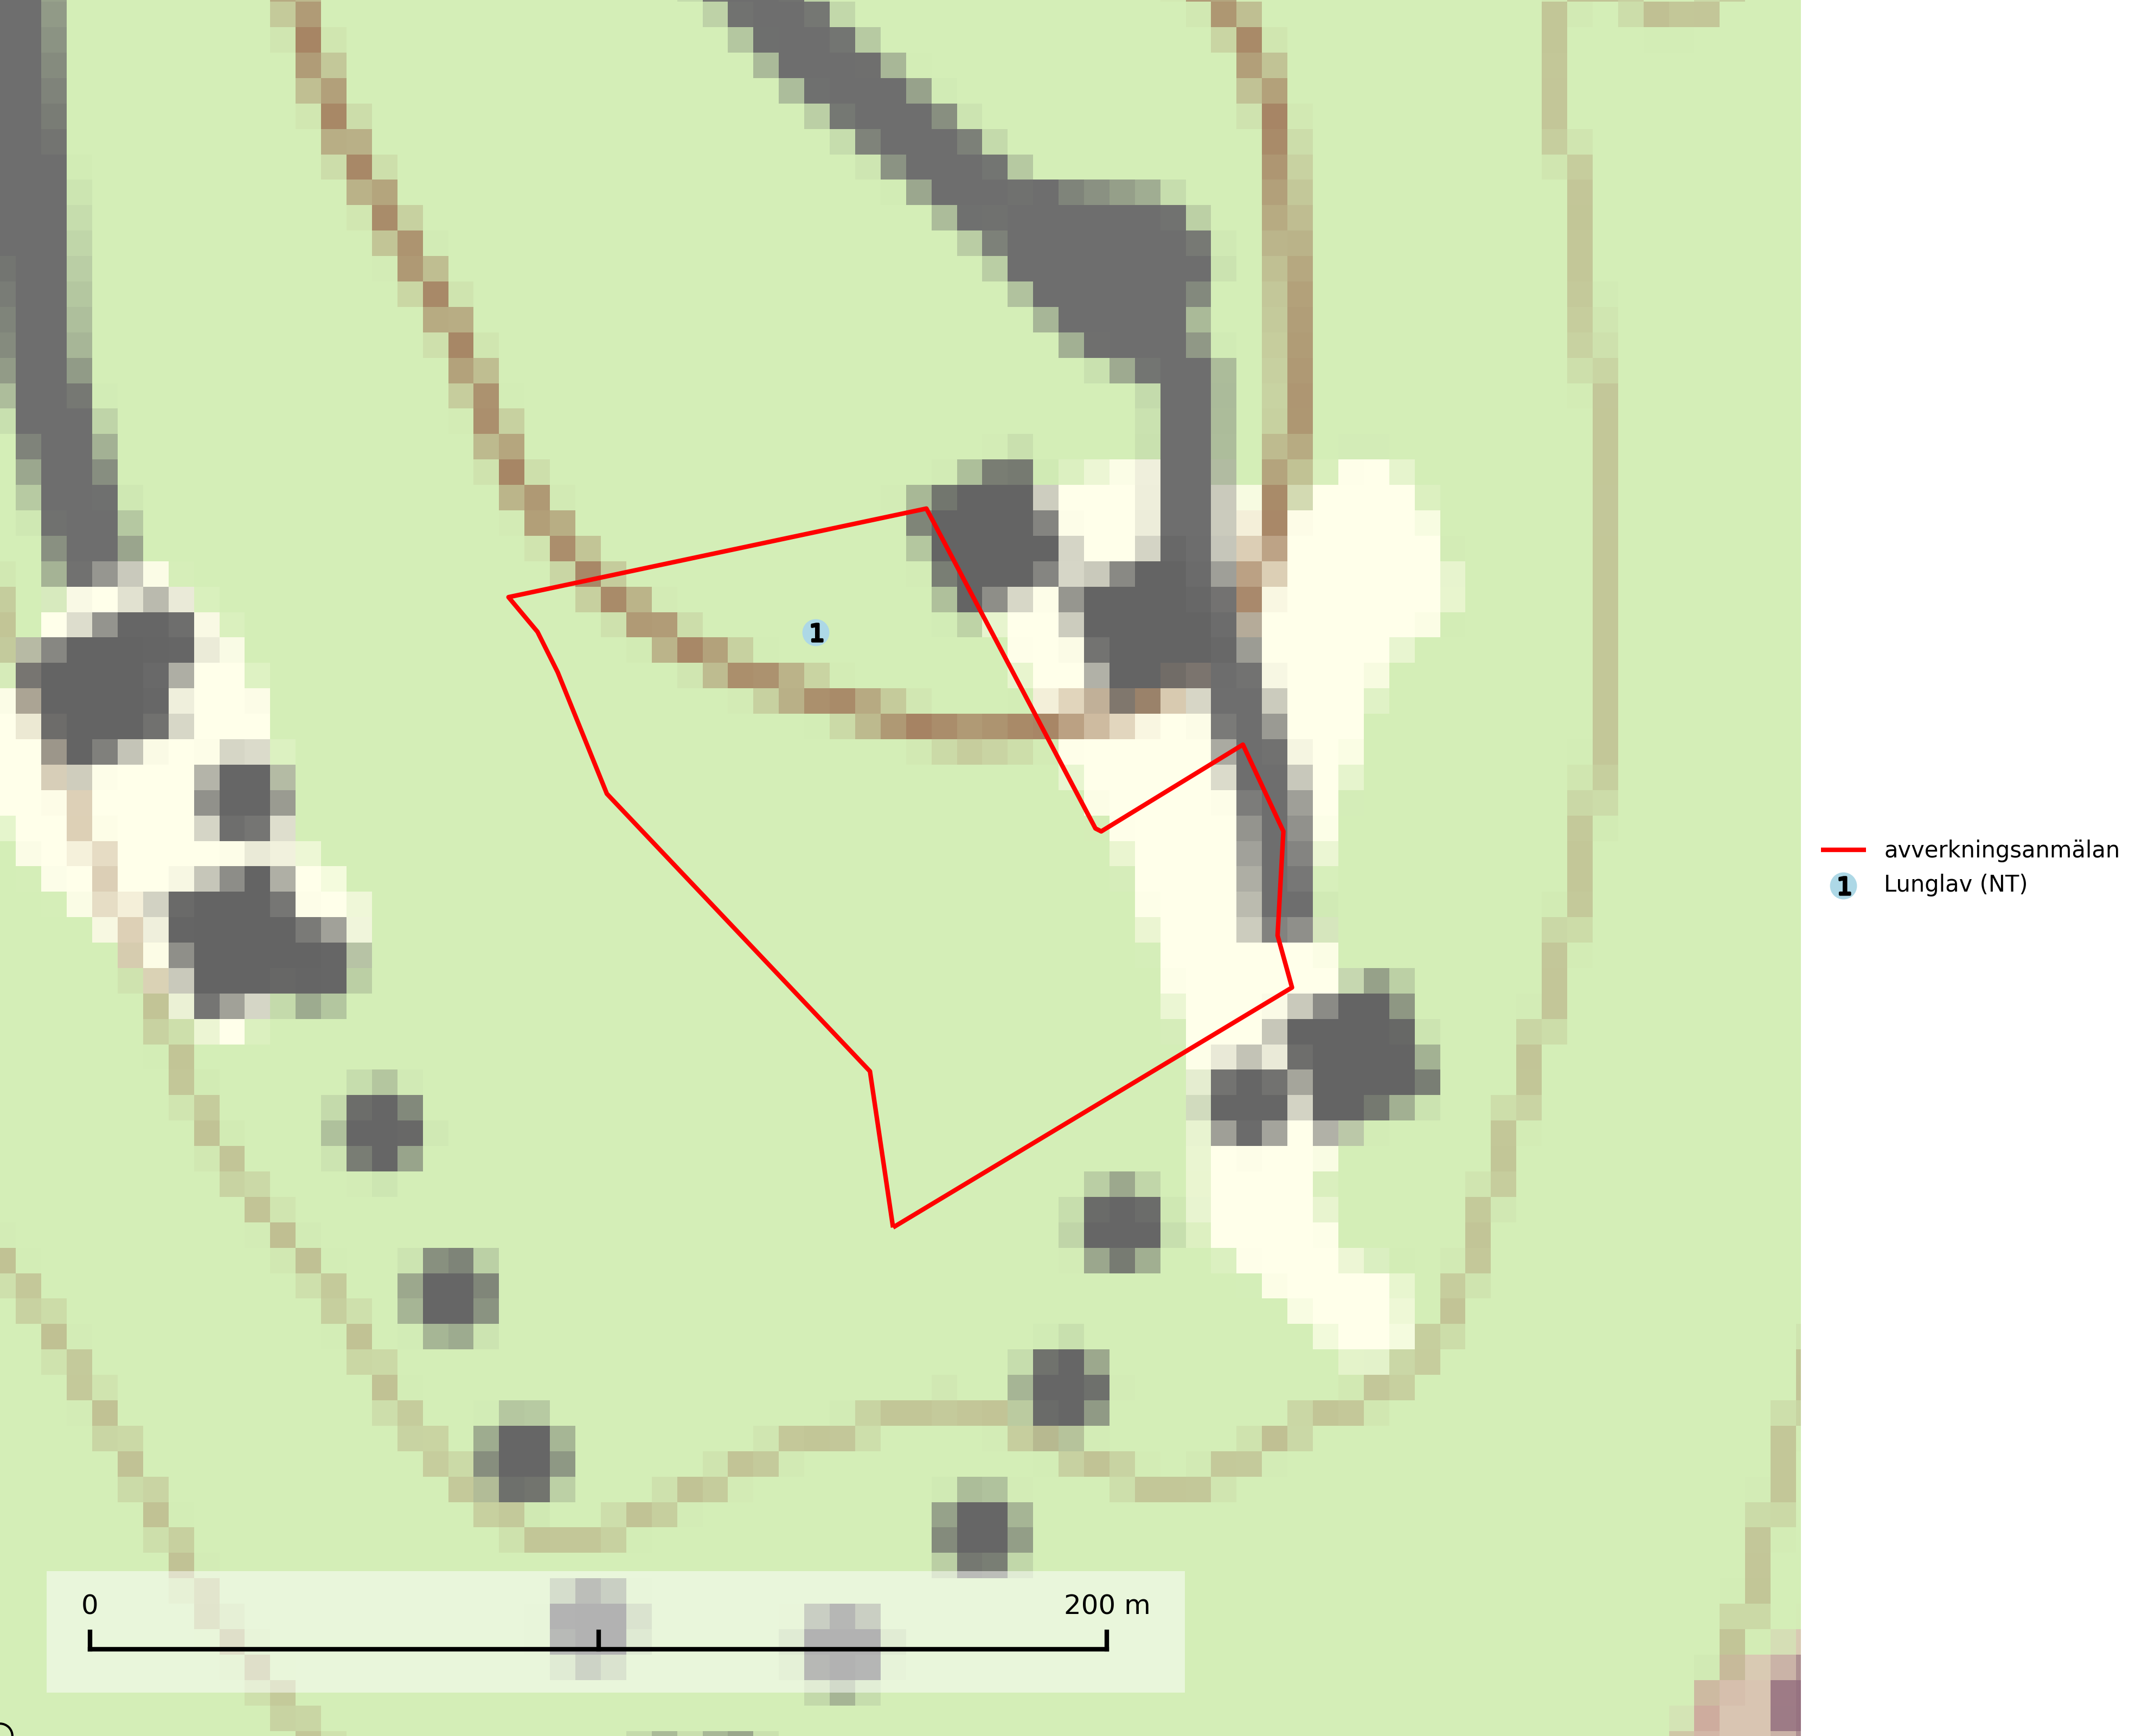 1
avverkningsanmälan
1 Lunglav (NT)
0 200 m